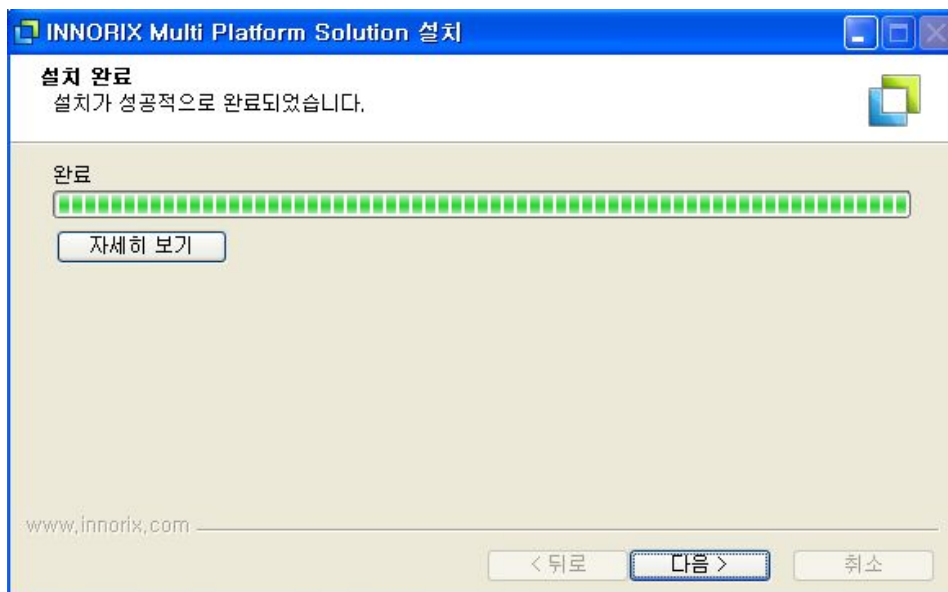 INNORIX Multi Platform Solution 설치
설치 완료
설치가 성공적으로 완료되었습니다.
완료
자세히 보기
www.innorix.com
< 뒤로
다음 >
취소